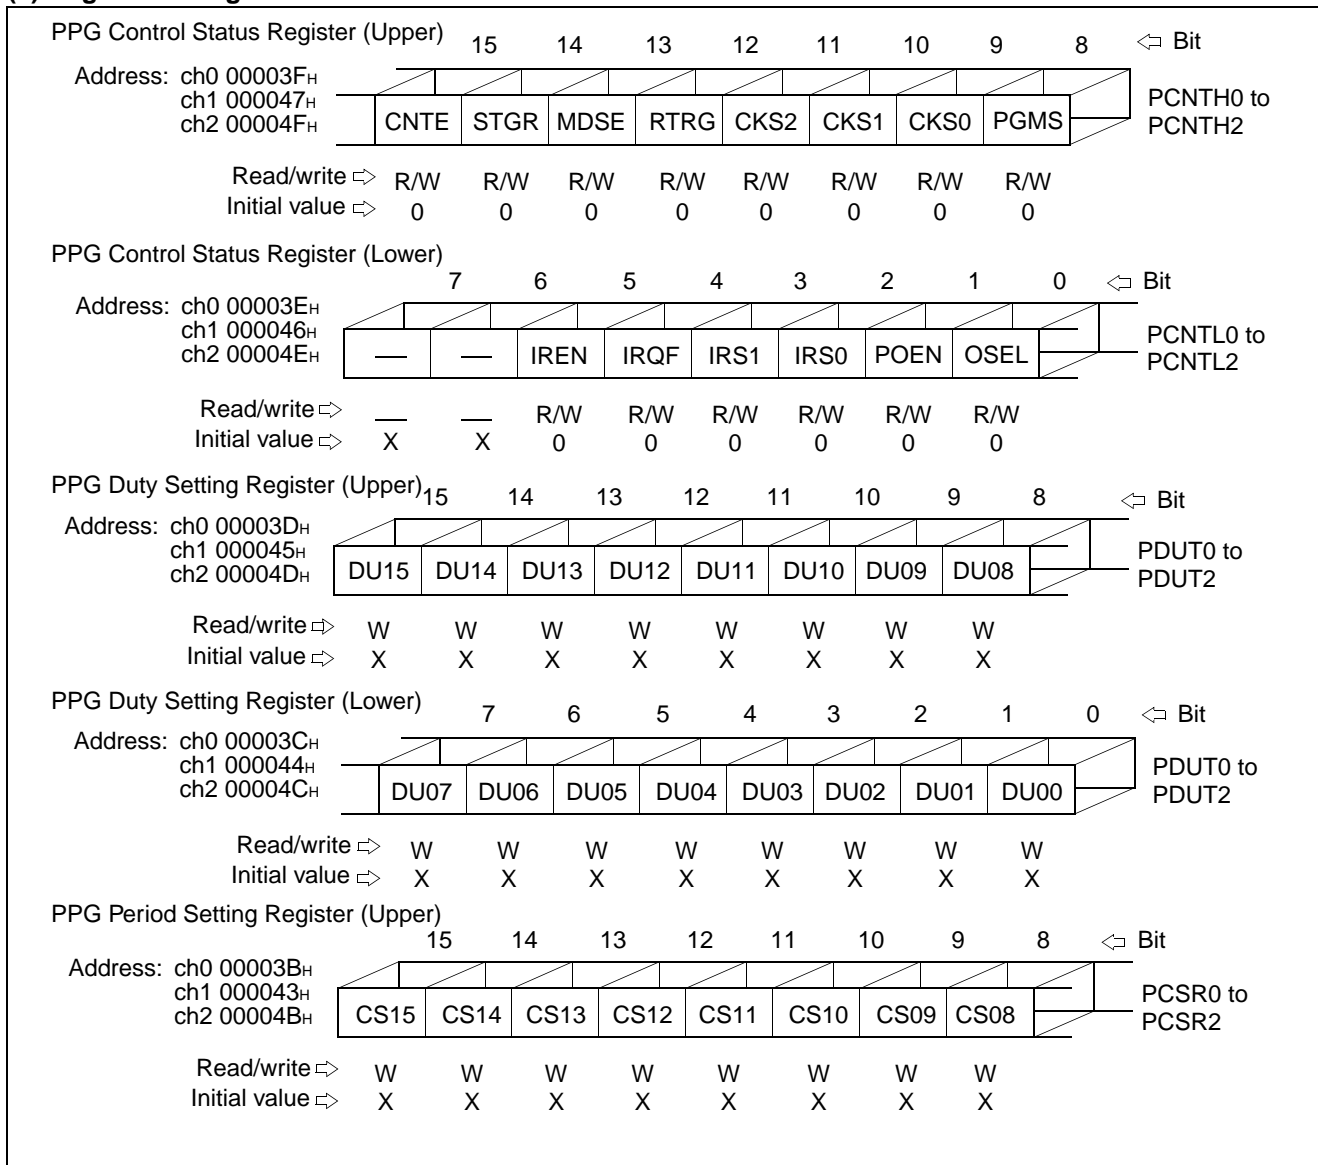 PPG Control Status Register (Upper) 15 14 13 12 11 10 9 8 ⇦ Bit
Address: ch0 00003FH
ch1 000047H
ch2 00004FH
CNTE STGR MDSE RTRG CKS2 CKS1 CKS0 PGMS
PCNTH0 to
PCNTH2
Read/write ⇨ R/W R/W R/W R/W R/W R/W R/W R/W
Initial value ⇨ 0 0 0 0 0 0 0 0
PPG Control Status Register (Lower)
7 6 5 4 3 2 1 0 ⇦ Bit
Address: ch0 00003EH
ch1 000046H
ch2 00004EH
— — IREN IRQF IRS1 IRS0 POEN OSEL
PCNTL0 to
PCNTL2
Read/write ⇨ — — R/W R/W R/W R/W R/W R/W
Initial value ⇨ X X 0 0 0 0 0 0
PPG Duty Setting Register (Upper) 15 14 13 12 11 10 9 8 ⇦ Bit
Address: ch0 00003DH
ch1 000045H
ch2 00004DH
DU15 DU14 DU13 DU12 DU11 DU10 DU09 DU08
PDUT0 to
PDUT2
Read/write ⇨ W W W W W W W W
Initial value ⇨ X X X X X X X X
PPG Duty Setting Register (Lower)
7 6 5 4 3 2 1 0 ⇦ Bit
Address: ch0 00003CH
ch1 000044H
ch2 00004CH
DU07 DU06 DU05 DU04 DU03 DU02 DU01 DU00
PDUT0 to
PDUT2
Read/write ⇨ W W W W W W W W
Initial value ⇨ X X X X X X X X
PPG Period Setting Register (Upper)
15 14 13 12 11 10 9 8 ⇦ Bit
Address: ch0 00003BH
ch1 000043H
ch2 00004BH
CS15 CS14 CS13 CS12 CS11 CS10 CS09 CS08
PCSR0 to
PCSR2
Read/write ⇨ W W W W W W W W
Initial value ⇨ X X X X X X X X